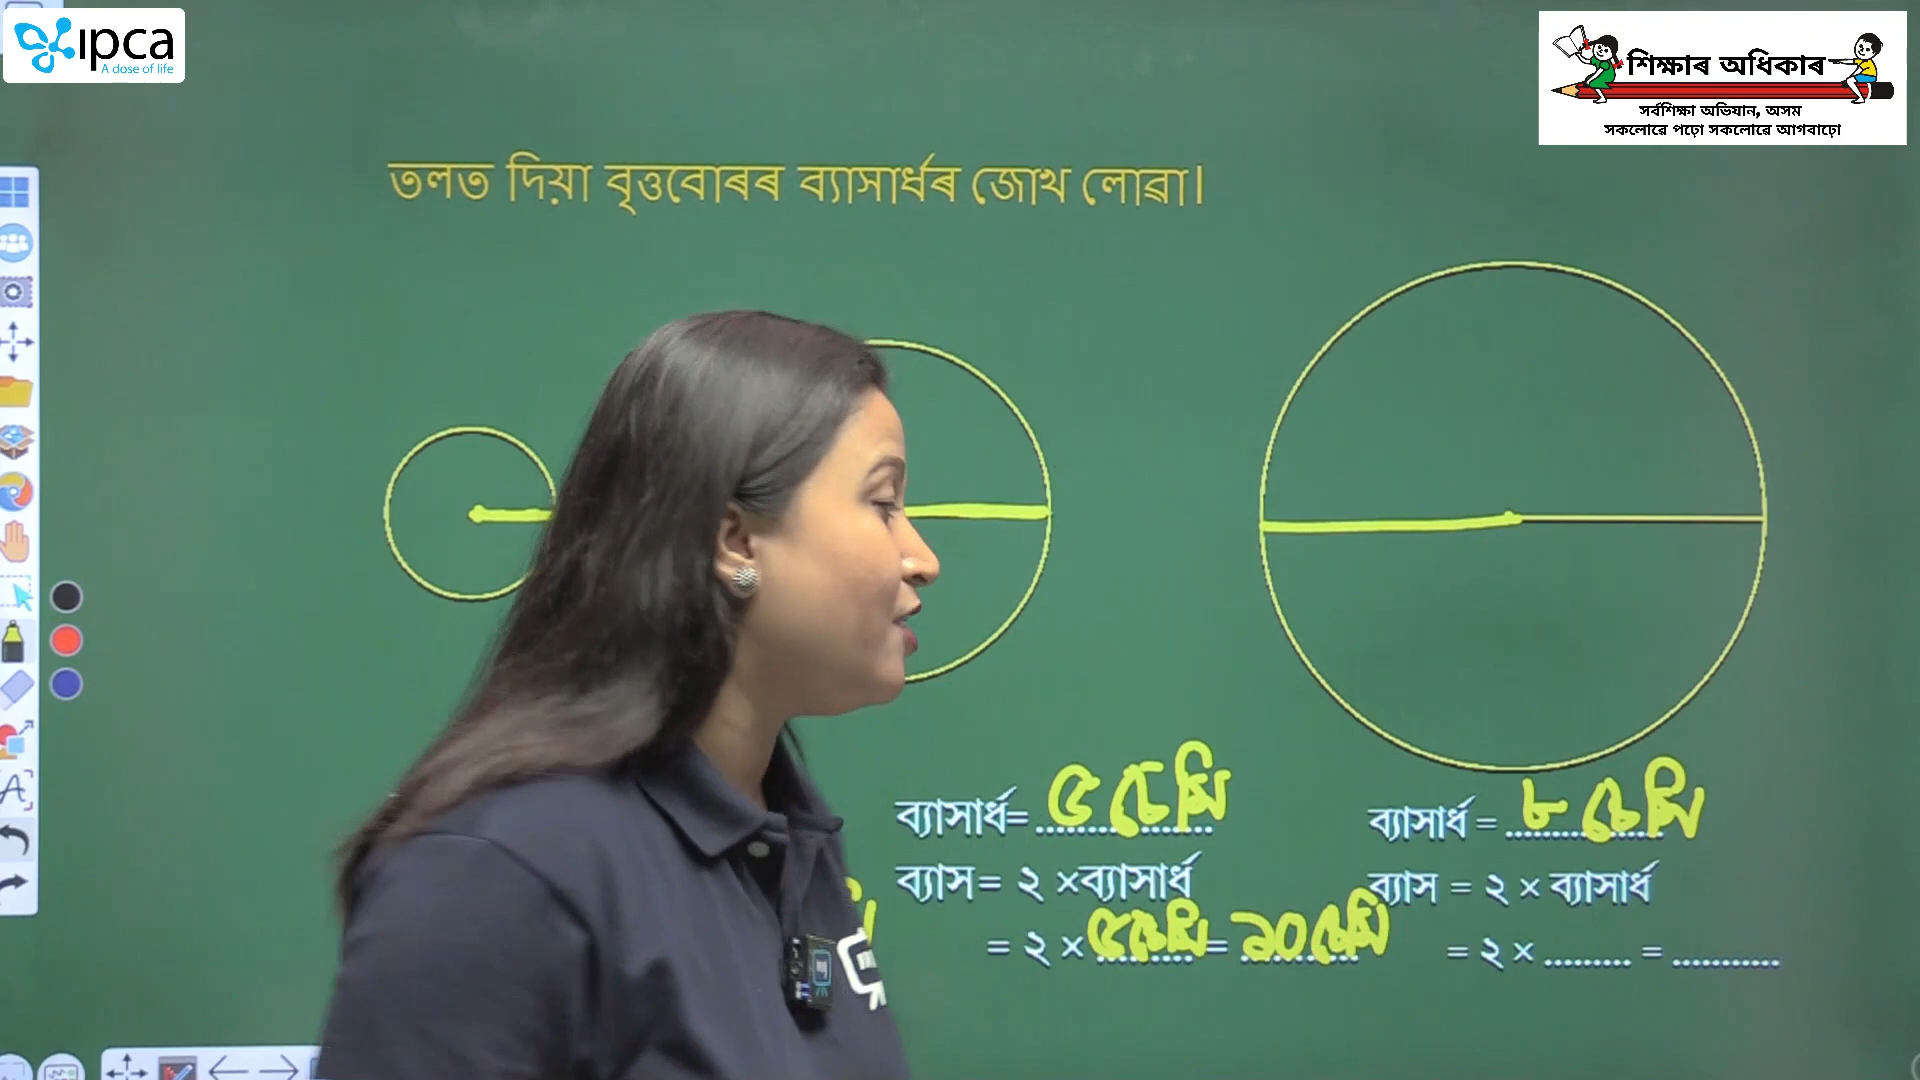 ipca
A dose of life
শিক্ষাৰ অধিকাৰ
সৰ্বশিক্ষা অভিযান, অসম
সকলোৱে পঢ়ো সকলোৱে আগবাঢ়ো
তলত দিয়া বৃত্তবোৰৰ ব্যাসাৰ্ধৰ জোখ লোৱা।
ব্যাসাৰ্ধ= ৫ চেমি
ব্যাস= ২ ×ব্যাসাৰ্ধ
= ২ × ৫চেমি = ১০ চেমি
ব্যাসাৰ্ধ = ৮ চেমি
ব্যাস = ২ × ব্যাসাৰ্ধ
= ২ × ......... = ............